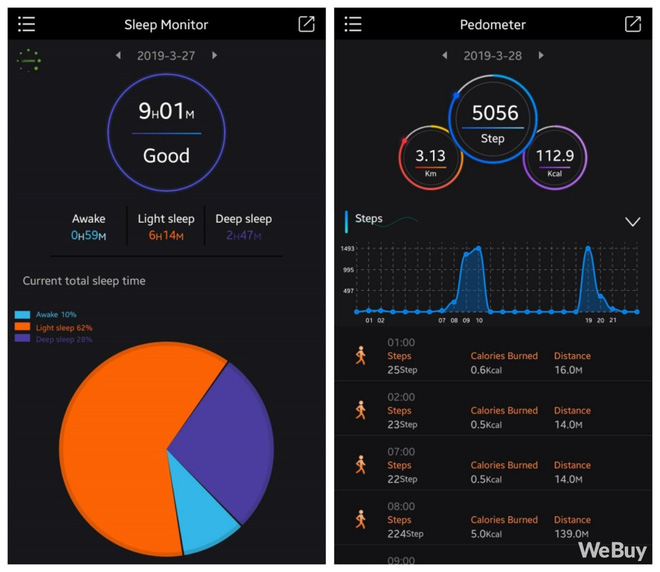 Sleep Monitor
2019-3-27
9H01M
Good
Awake Light sleep Deep sleep
0H59M 6H14M 2H47M
Current total sleep time
Awake 10%
Light sleep 62%
Deep sleep 28%
Pedometer
2019-3-28
5056
Step
3.13
Km
112.9
Kcal
Steps
1493
995
497
01 02 07 08 09 10 19 20 21
01:00
Steps Calories Burned Distance
25Step 0.6Kcal 16.0M
02:00
Steps Calories Burned Distance
23Step 0.5Kcal 14.0M
07:00
Steps Calories Burned Distance
22Step 0.5Kcal 14.0M
08:00
Steps Calories Burned Distance
224Step 5.0Kcal 139.0M
09:00
WeBuy